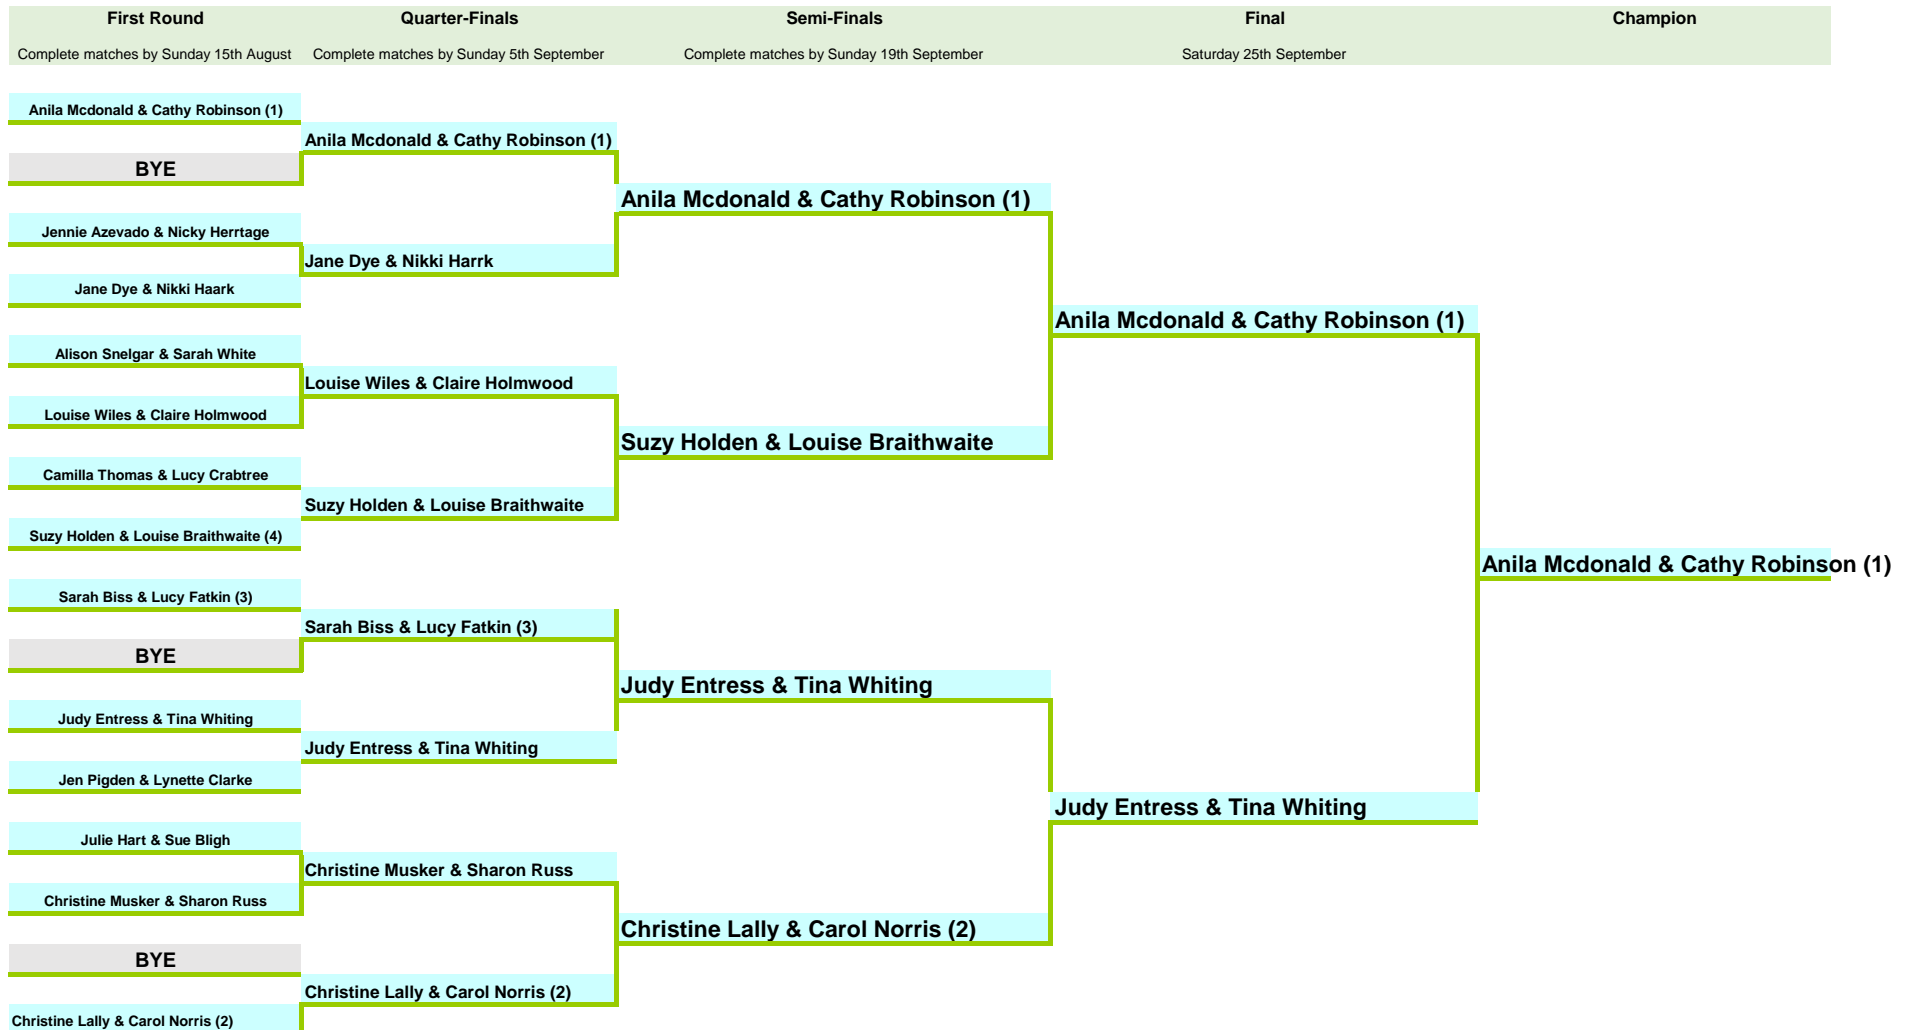 First Round
Quarter-Finals
Semi-Finals
Final
Champion
Complete matches by Sunday 15th August
Complete matches by Sunday 5th September
Complete matches by Sunday 19th September
Saturday 25th September
Anila Mcdonald & Cathy Robinson (1)
Anila Mcdonald & Cathy Robinson (1)
BYE
Anila Mcdonald & Cathy Robinson (1)
Jennie Azevado & Nicky Herrtage
Jane Dye & Nikki Harrk
Jane Dye & Nikki Haark
Anila Mcdonald & Cathy Robinson (1)
Alison Snelgar & Sarah White
Louise Wiles & Claire Holmwood
Louise Wiles & Claire Holmwood
Suzy Holden & Louise Braithwaite
Camilla Thomas & Lucy Crabtree
Suzy Holden & Louise Braithwaite
Suzy Holden & Louise Braithwaite (4)
Anila Mcdonald & Cathy Robinson (1)
Sarah Biss & Lucy Fatkin (3)
Sarah Biss & Lucy Fatkin (3)
BYE
Judy Entress & Tina Whiting
Judy Entress & Tina Whiting
Judy Entress & Tina Whiting
Jen Pigden & Lynette Clarke
Judy Entress & Tina Whiting
Julie Hart & Sue Bligh
Christine Musker & Sharon Russ
Christine Musker & Sharon Russ
Christine Lally & Carol Norris (2)
BYE
Christine Lally & Carol Norris (2)
Christine Lally & Carol Norris (2)